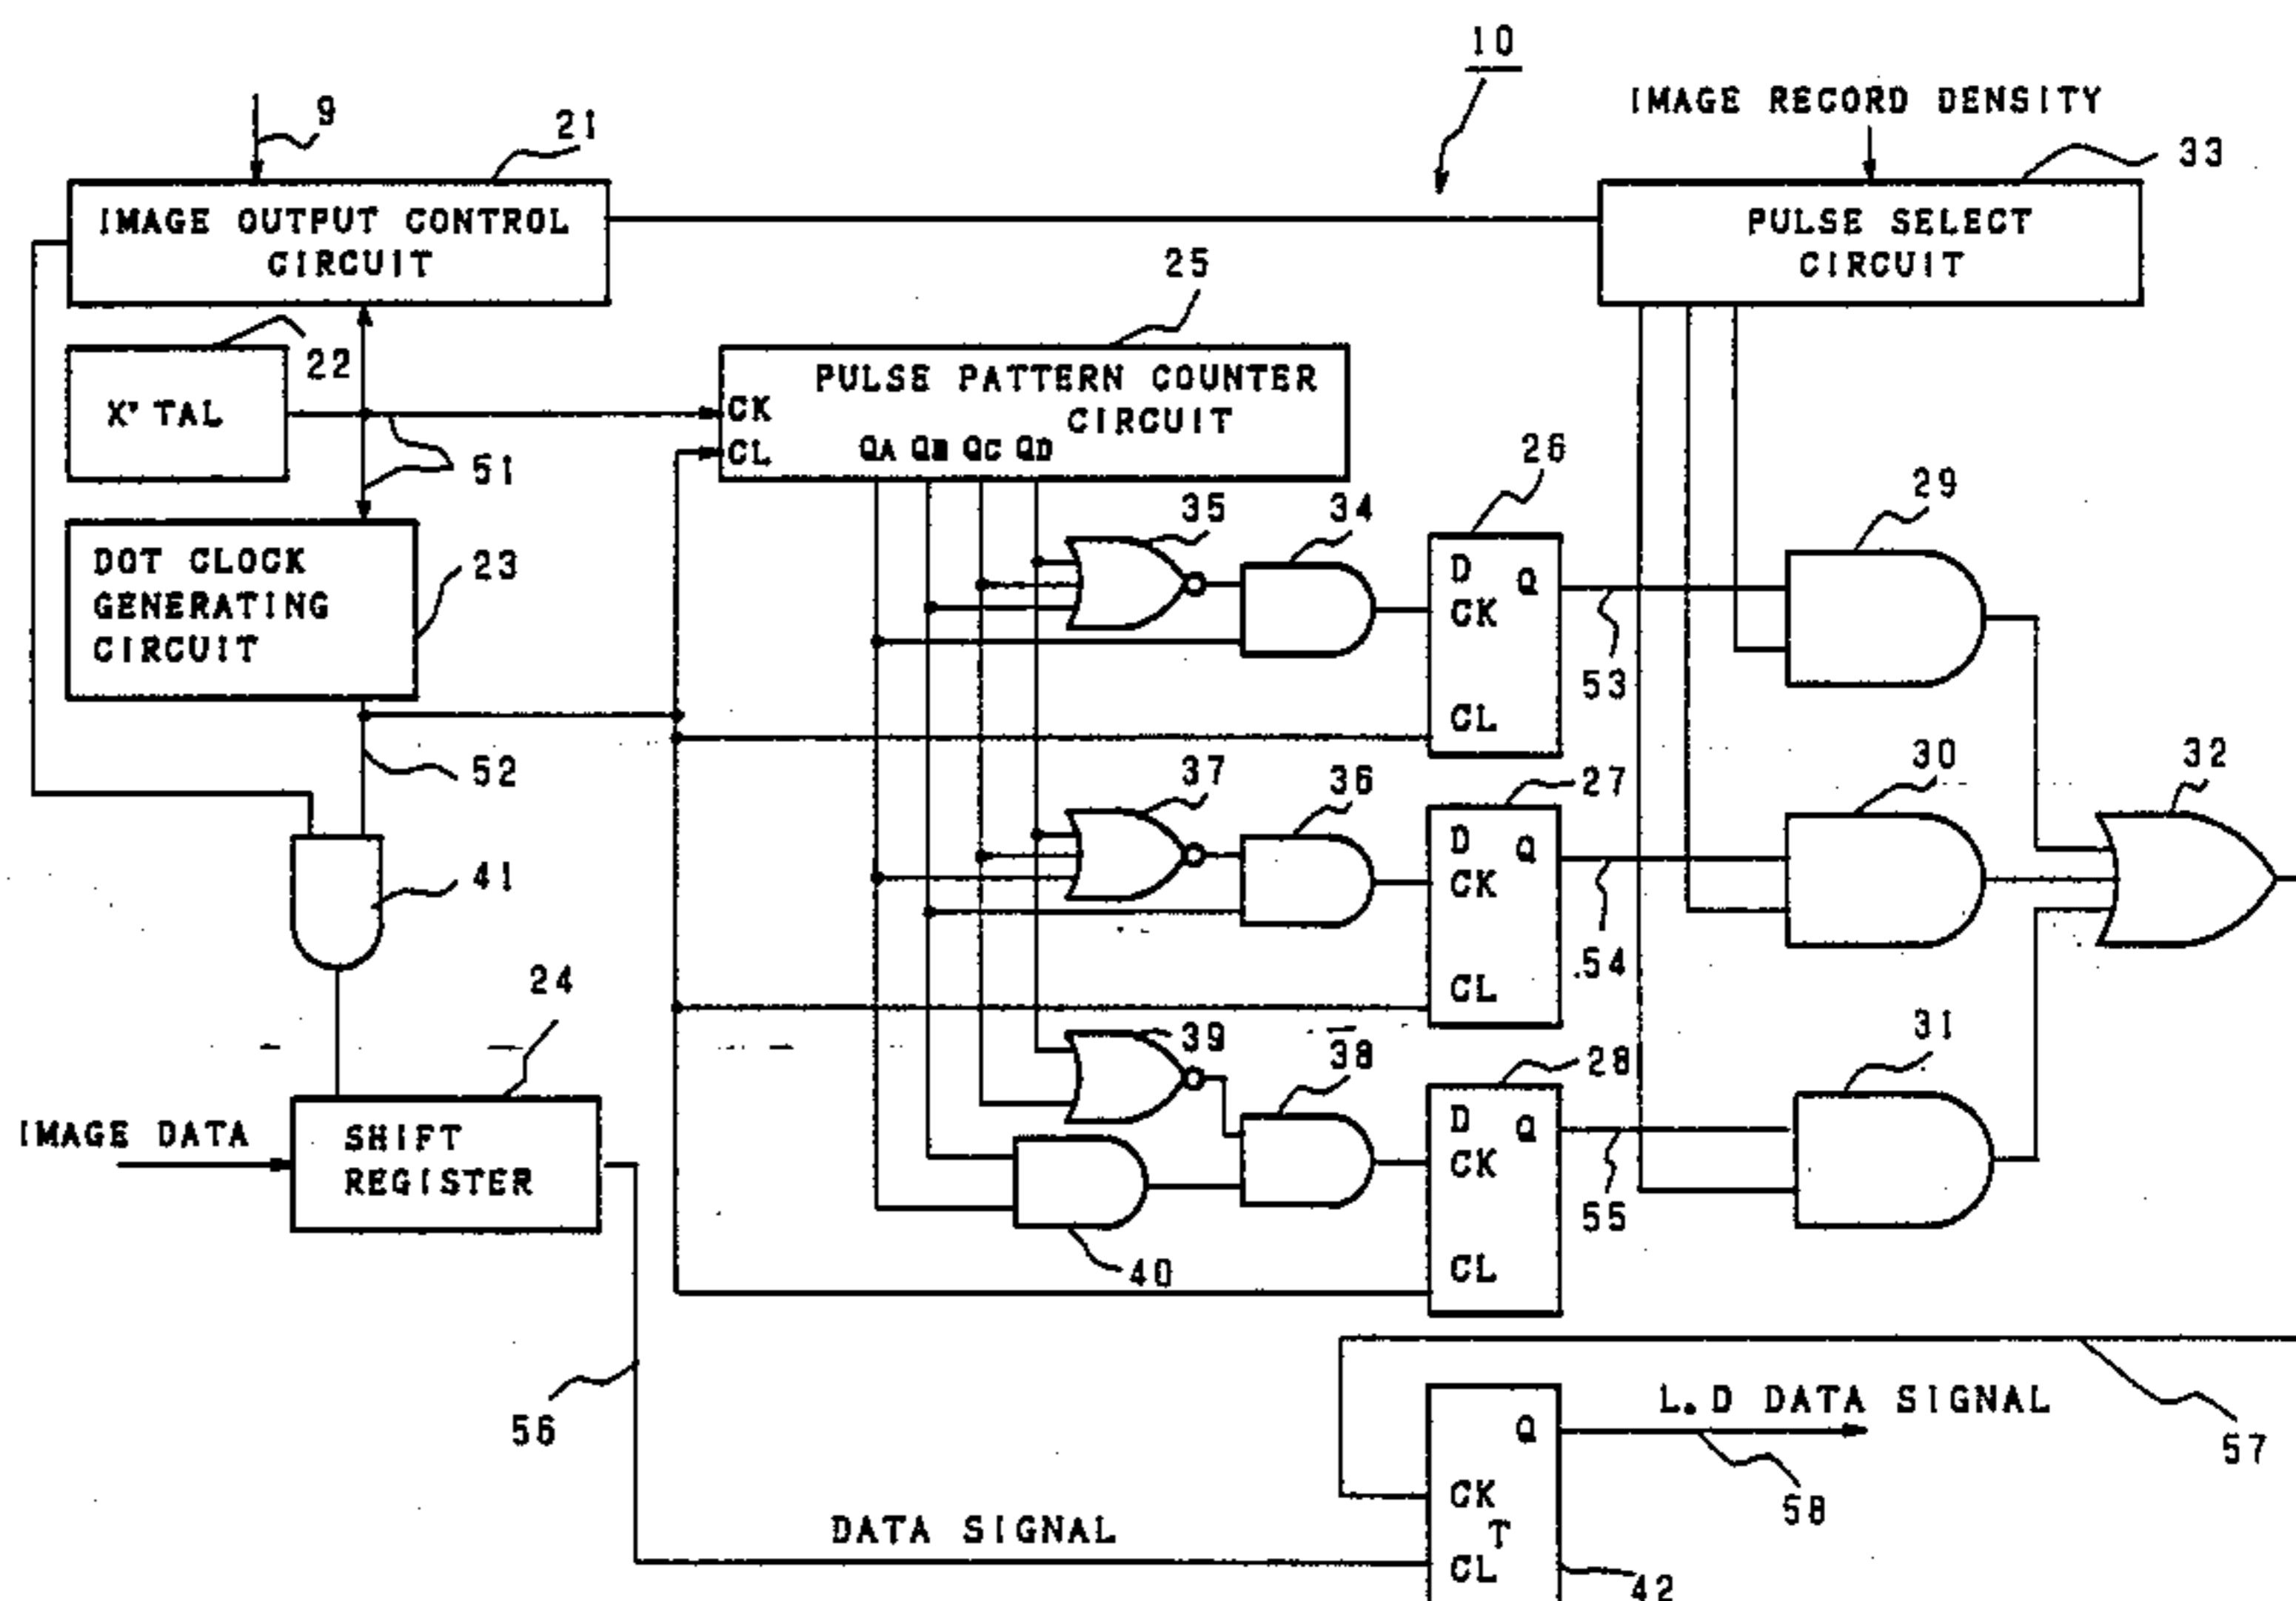 10
IMAGE RECORD DENSITY
9
21
33
IMAGE OUTPUT CONTROL
CIRCUIT
PULSE SELECT
CIRCUIT
25
22
X'TAL
PULSE PATTERN COUNTER
CIRCUIT
CK
CL
QA QB QC QD
51
26
29
35
34
DOT CLOCK
GENERATING
CIRCUIT
23
D
CK
Q
CL
53
52
37
36
27
30
32
D
CK
Q
CL
54
41
24
39
38
28
31
IMAGE DATA
SHIFT
REGISTER
D
CK
Q
CL
55
40
56
L.D DATA SIGNAL
57
Q
CK
58
DATA SIGNAL
T
CL
42